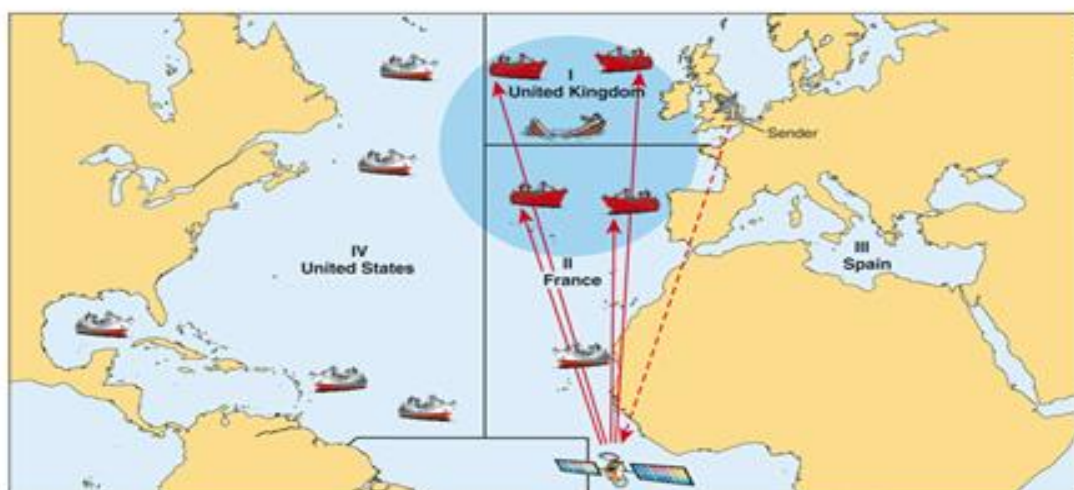 I
United Kingdom
Sender
IV
United States
II
France
III
Spain